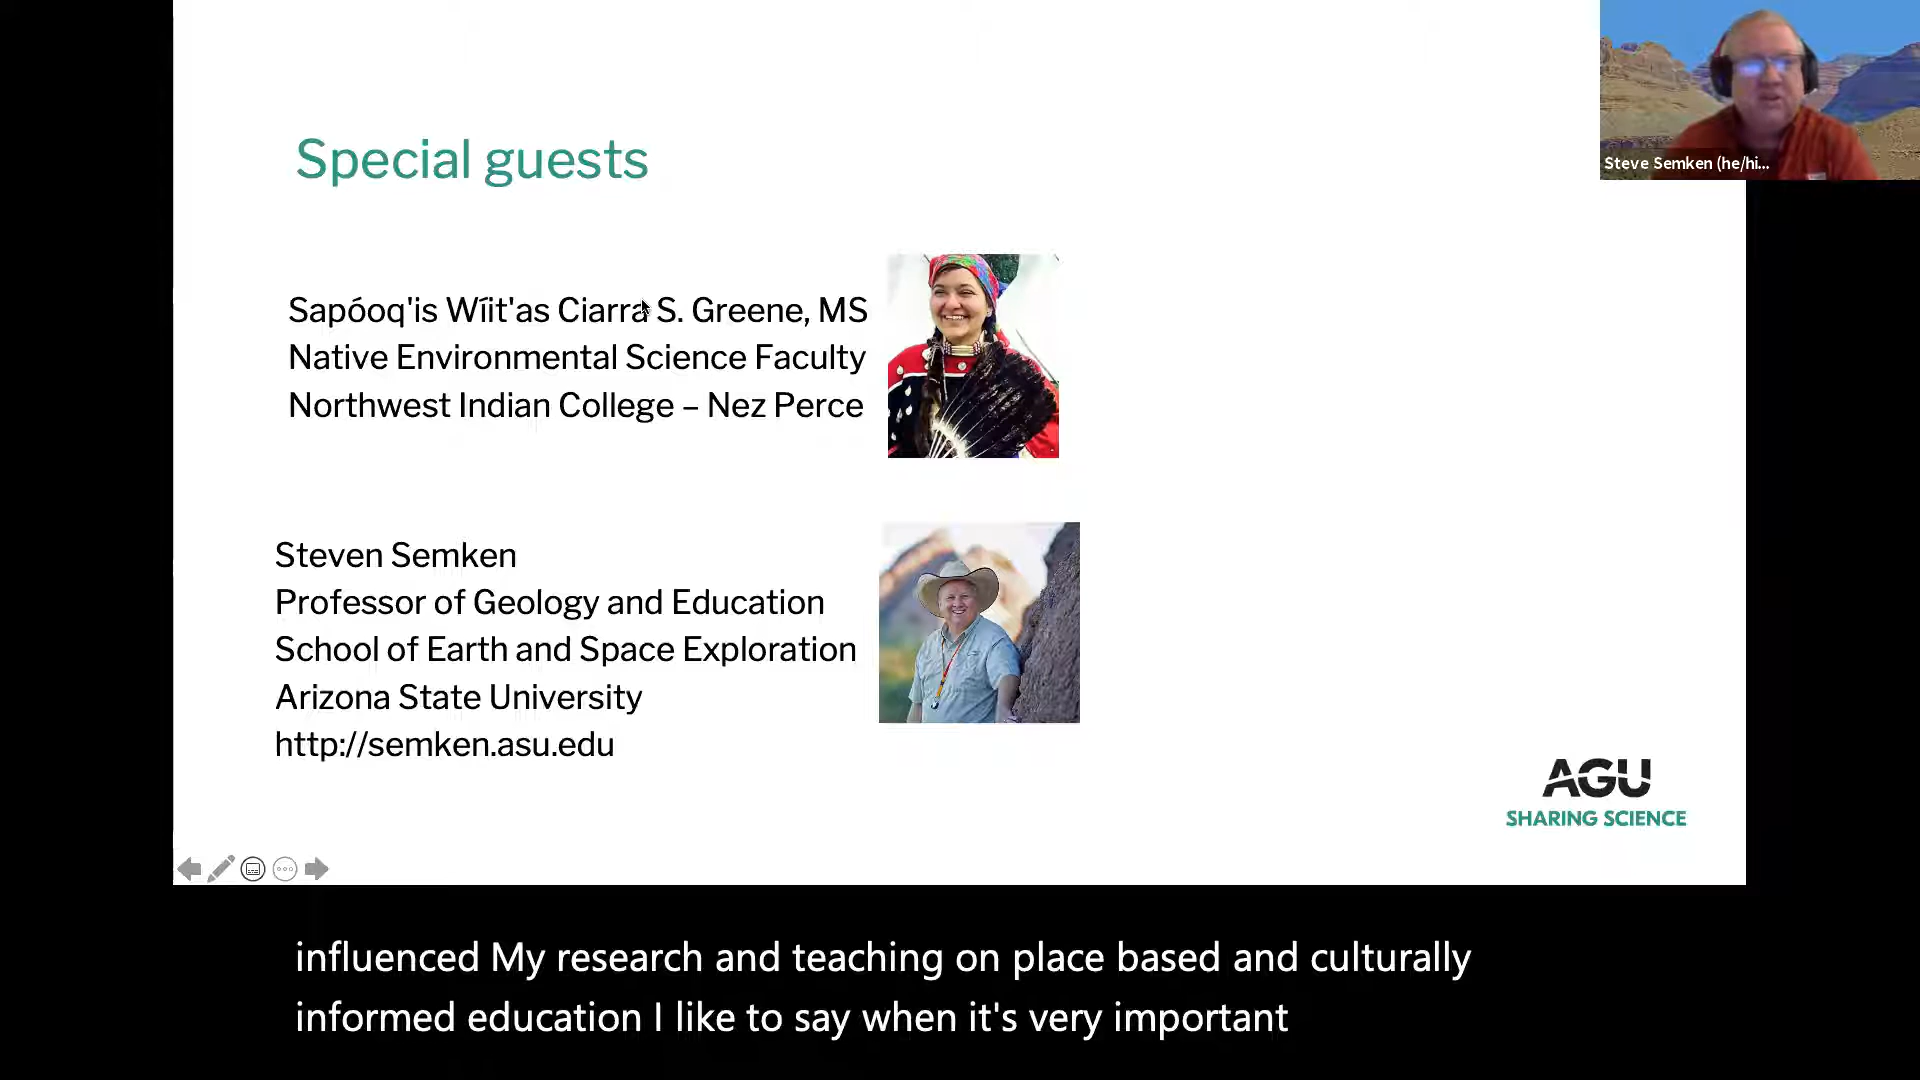 Special guests
Steve Semken (he/hi...
Sapóoq'is Wíit'as Ciarra S. Greene, MS
Native Environmental Science Faculty
Northwest Indian College – Nez Perce
Steven Semken
Professor of Geology and Education
School of Earth and Space Exploration
Arizona State University
http://semken.asu.edu
AGU
SHARING SCIENCE
influenced My research and teaching on place based and culturally
informed education I like to say when it's very important